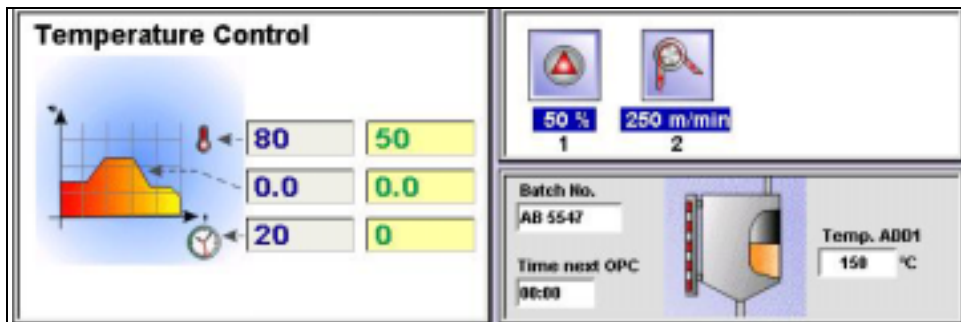 Temperature Control
80 50
0.0 0.0
20 0
50 % 250 m/min
1 2
Batch No.
AB 5547
Temp. ADD1
150 °C
Time next OPC
00:00